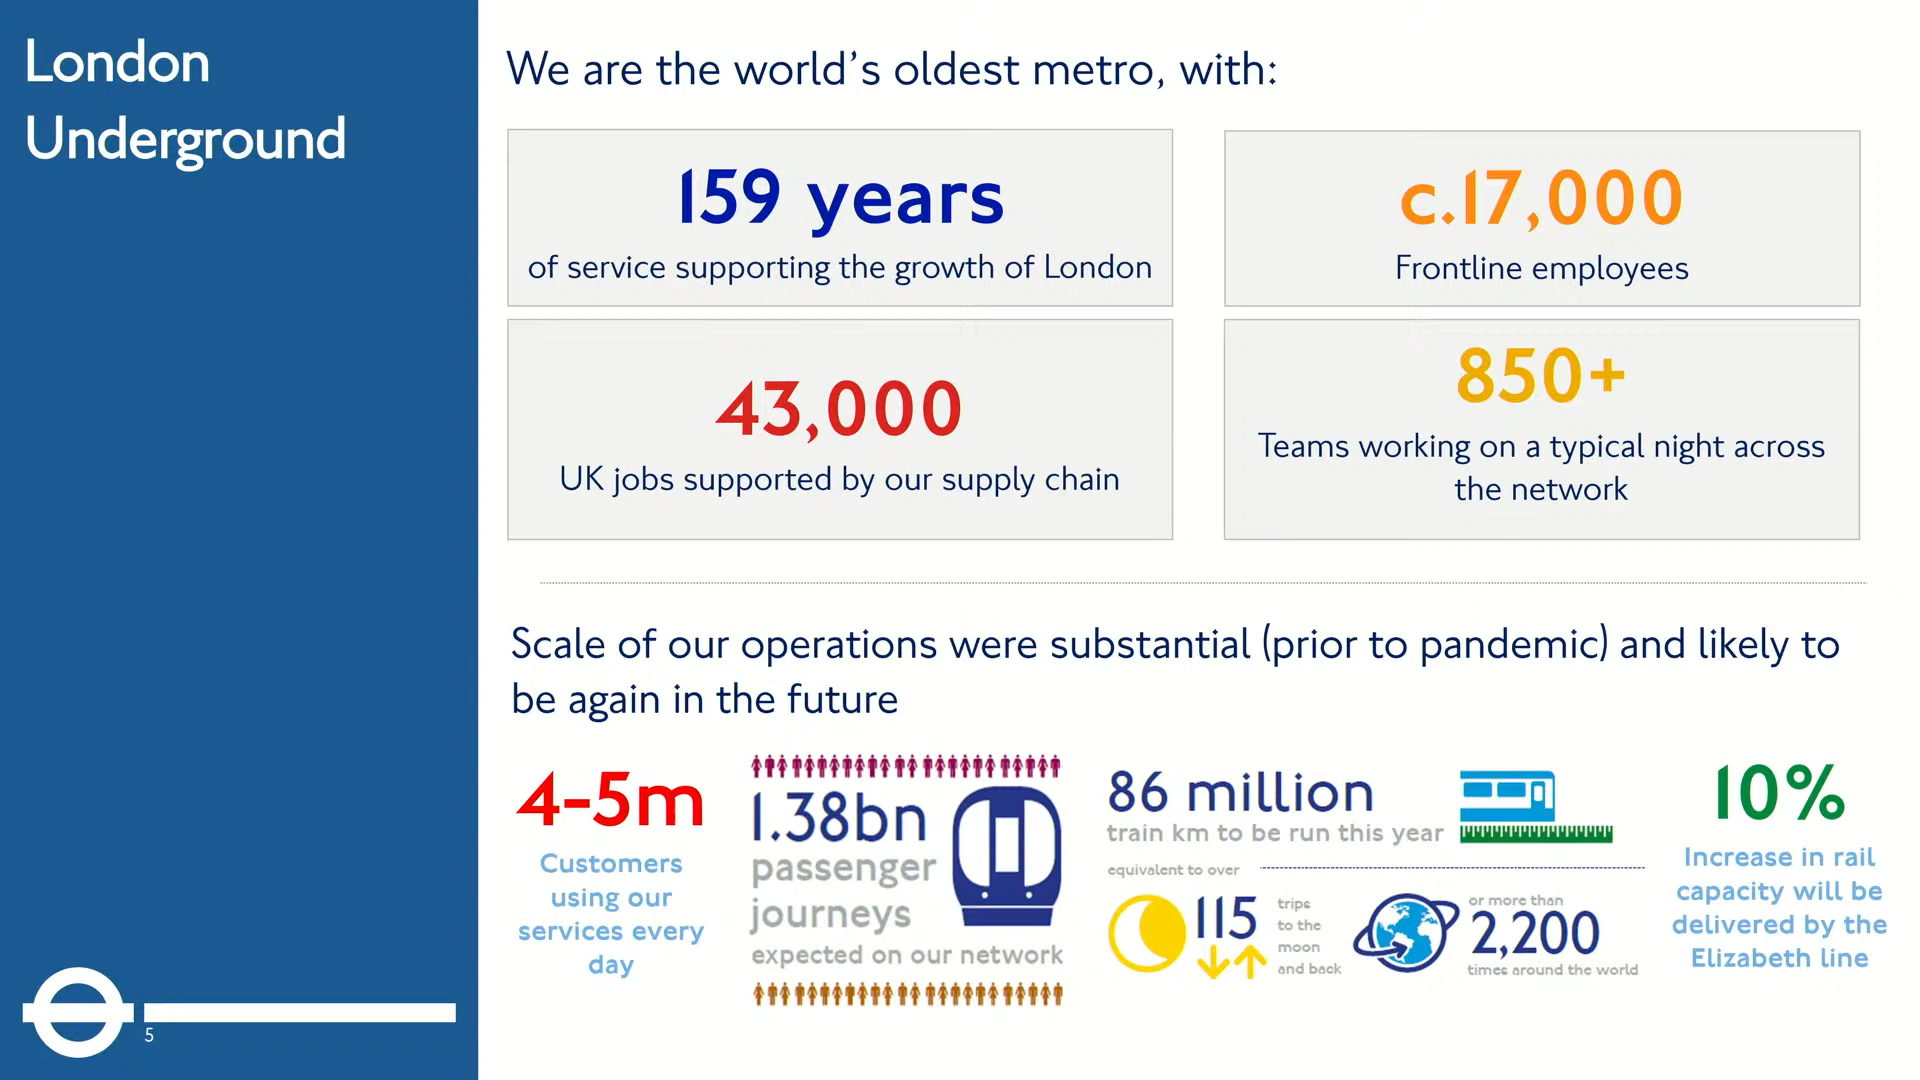 London
Underground
We are the world's oldest metro, with:
159 years
of service supporting the growth of London
c.17,000
Frontline employees
43,000
UK jobs supported by our supply chain
850+
Teams working on a typical night across
the network
Scale of our operations were substantial (prior to pandemic) and likely to
be again in the future
4-5m
Customers
using our
services every
day
1.38bn
passenger
journeys
expected on our network
86 million
train km to be run this year
equivalent to over
115
trips
to the
moon
and back
or more than
2,200
times around the world
10%
Increase in rail
capacity will be
delivered by the
Elizabeth line
5